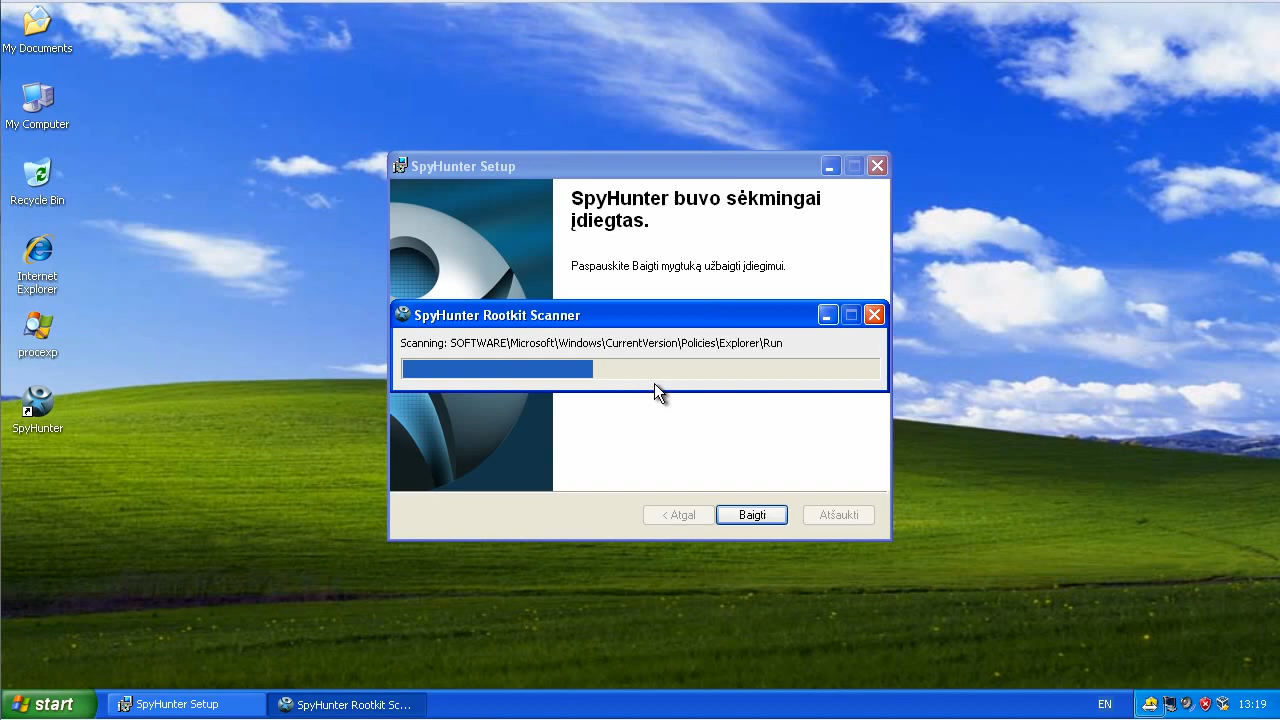 My Documents
My Computer
Recycle Bin
Internet
Explorer
procexp
SpyHunter
SpyHunter Setup
SpyHunter buvo sėkmingai
įdiegtas.
Paspauskite Baigti mygtuką užbaigti įdiegimui.
SpyHunter Rootkit Scanner
Scanning: SOFTWARE\Microsoft\Windows\CurrentVersion\Policies\Explorer\Run
< Atgal
Baigti
Atšaukti
start
SpyHunter Setup
SpyHunter Rootkit Sc...
EN
13:19